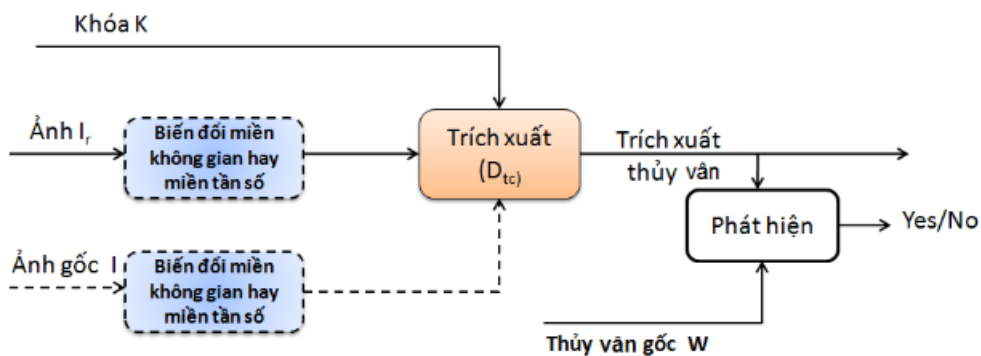 Khóa K
Ảnh Iᵣ
Biến đổi miền
không gian hay
miền tần số
Trích xuất
(Dtc)
Trích xuất
thủy vân
Phát hiện
Yes/No
Ảnh gốc I
Biến đổi miền
không gian hay
miền tần số
Thủy vân gốc W